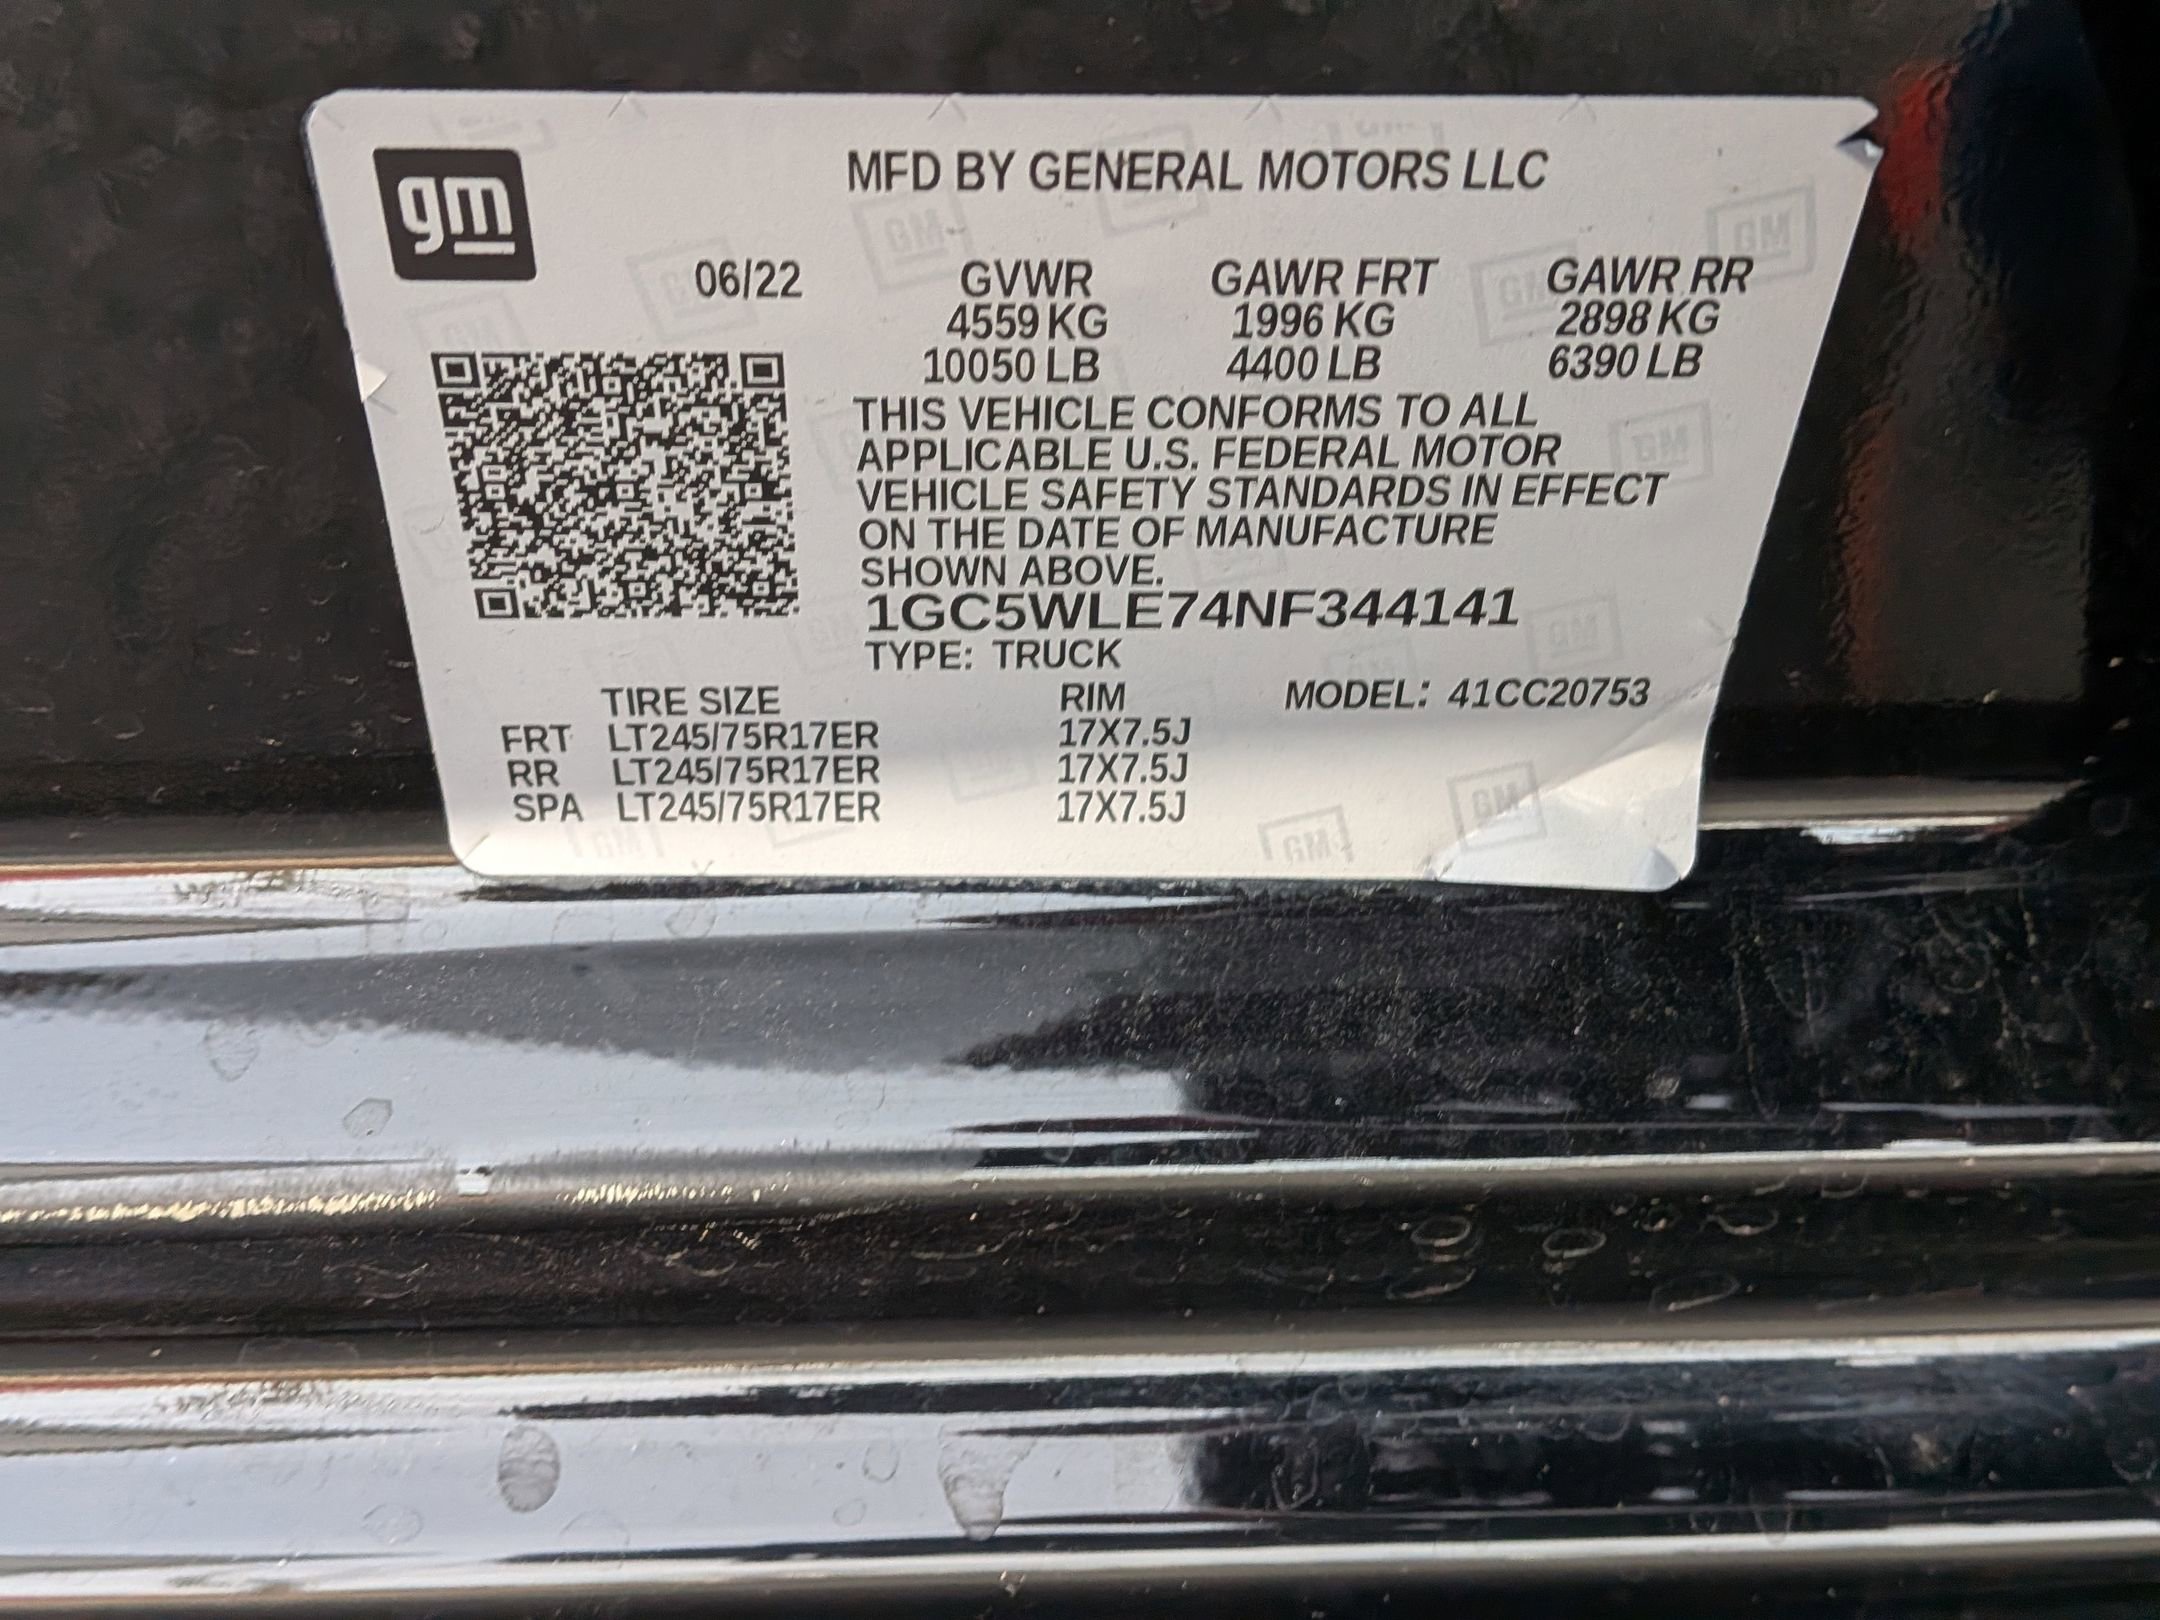 gm
MFD BY GENERAL MOTORS LLC
06/22 GVWR GAWR FRT GAWR RR
4559 KG 1996 KG 2898 KG
10050 LB 4400 LB 6390 LB
THIS VEHICLE CONFORMS TO ALL
APPLICABLE U.S. FEDERAL MOTOR
VEHICLE SAFETY STANDARDS IN EFFECT
ON THE DATE OF MANUFACTURE
SHOWN ABOVE.
1GC5WLE74NF344141
TYPE: TRUCK
TIRE SIZE RIM MODEL: 41CC20753
FRT LT245/75R17ER 17X7.5J
RR LT245/75R17ER 17X7.5J
SPA LT245/75R17ER 17X7.5J